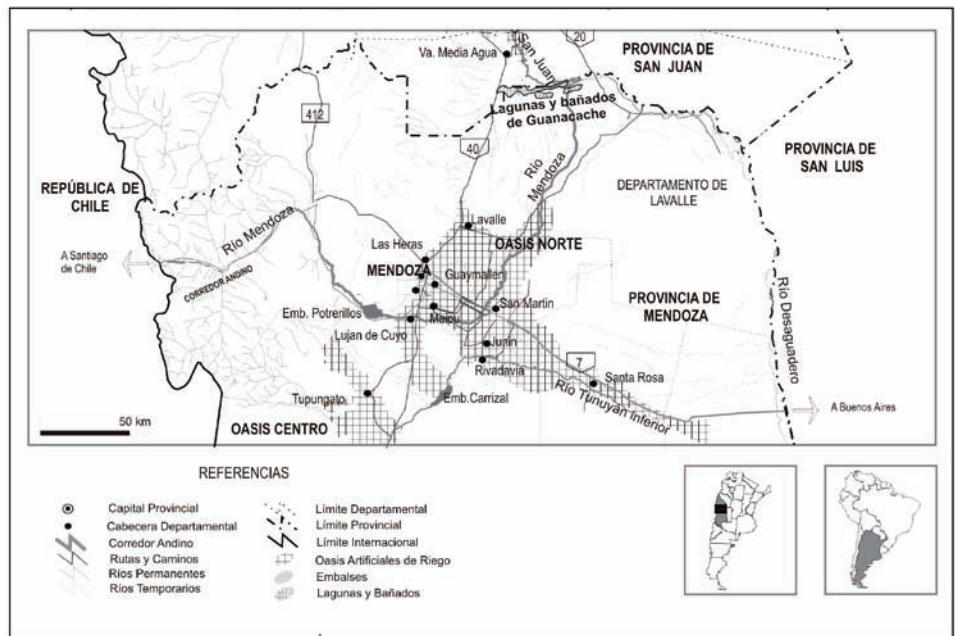 20
Va. Media Agua
San Juan
PROVINCIA DE
SAN JUAN
412
Lagunas y bañados
de Guanacache
40
Río
Mendoza
PROVINCIA DE
SAN LUIS
REPÚBLICA DE
CHILE
DEPARTAMENTO DE
LAVALLE
Río Mendoza
Lavalle
A Santiago
de Chile
CORREDOR ANDINO
Las Heras
OASIS NORTE
MENDOZA
Guaymallen
Emb. Potrerillos
Maipu
San Martin
PROVINCIA DE
MENDOZA
Río Desaguadero
Lujan de Cuyo
Junín
7
Rivadavia
Santa Rosa
Tupungato
Emb.Carrizal
Río Tunuyán Inferior
A Buenos Aires
50 km
OASIS CENTRO
REFERENCIAS
Capital Provincial
Cabecera Departamental
Corredor Andino
Rutas y Caminos
Ríos Permanentes
Ríos Temporarios
Límite Departamental
Límite Provincial
Límite Internacional
Oasis Artificiales de Riego
Embalses
Lagunas y Bañados